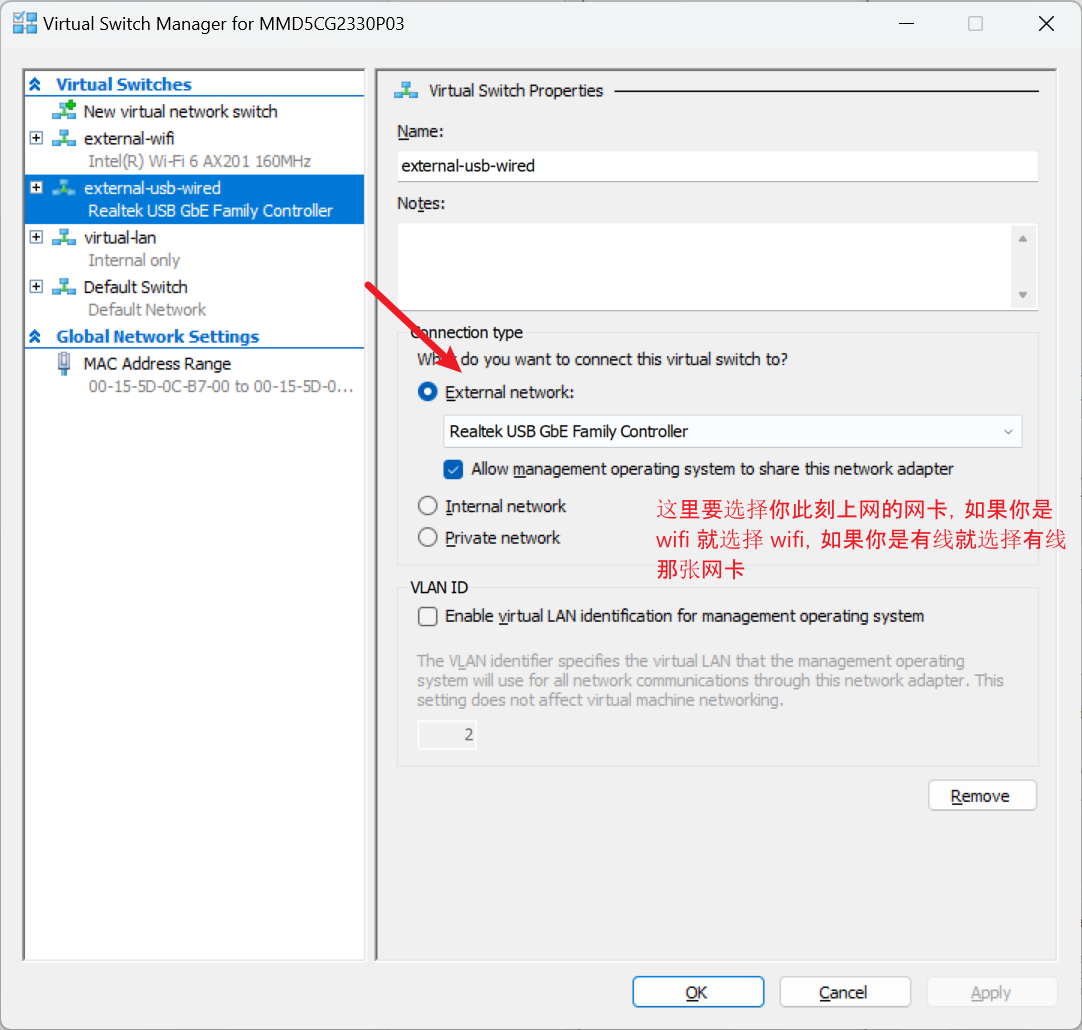 Virtual Switch Manager for MMD5CG2330P03
Virtual Switches
New virtual network switch
external-wifi
Intel(R) Wi-Fi 6 AX201 160MHz
external-usb-wired
Realtek USB GbE Family Controller
virtual-lan
Internal only
Default Switch
Default Network
Global Network Settings
MAC Address Range
00-15-5D-0C-B7-00 to 00-15-5D-0...
Virtual Switch Properties
Name:
external-usb-wired
Notes:
Connection type
What do you want to connect this virtual switch to?
External network:
Realtek USB GbE Family Controller
Allow management operating system to share this network adapter
Internal network
Private network
这里要选择你此刻上网的网卡, 如果你是
wifi 就选择 wifi, 如果你是有线就选择有线
那张网卡
VLAN ID
Enable virtual LAN identification for management operating system
The VLAN identifier specifies the virtual LAN that the management operating
system will use for all network communications through this network adapter. This
setting does not affect virtual machine networking.
2
Remove
OK
Cancel
Apply